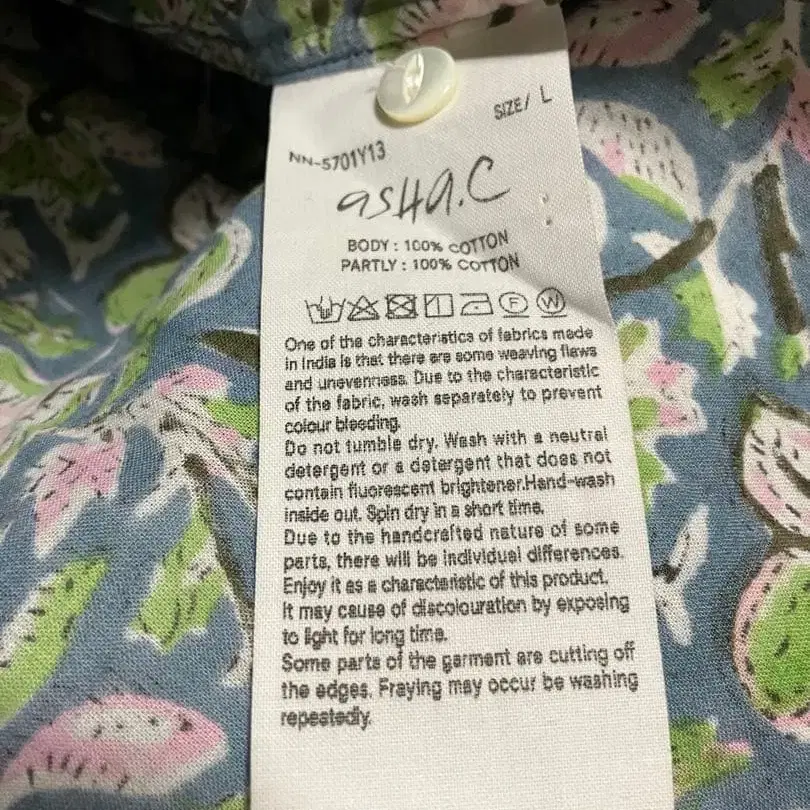 SIZE/ L
NN-5701Y13
asHa.C
BODY : 100% COTTON
PARTLY : 100% COTTON
F W
One of the characteristics of fabrics made
in India is that there are some weaving flaws
and unevenness. Due to the characteristic
of the fabric, wash separately to prevent
colour bleeding.
Do not tumble dry. Wash with a neutral
detergent or a detergent that does not
contain fluorescent brightener.Hand-wash
inside out. Spin dry in a short time.
Due to the handcrafted nature of some
parts, there will be individual differences.
Enjoy it as a characteristic of this product.
It may cause of discolouration by exposing
to light for long time.
Some parts of the garment are cutting off
the edges. Fraying may occur be washing
repeatedly.